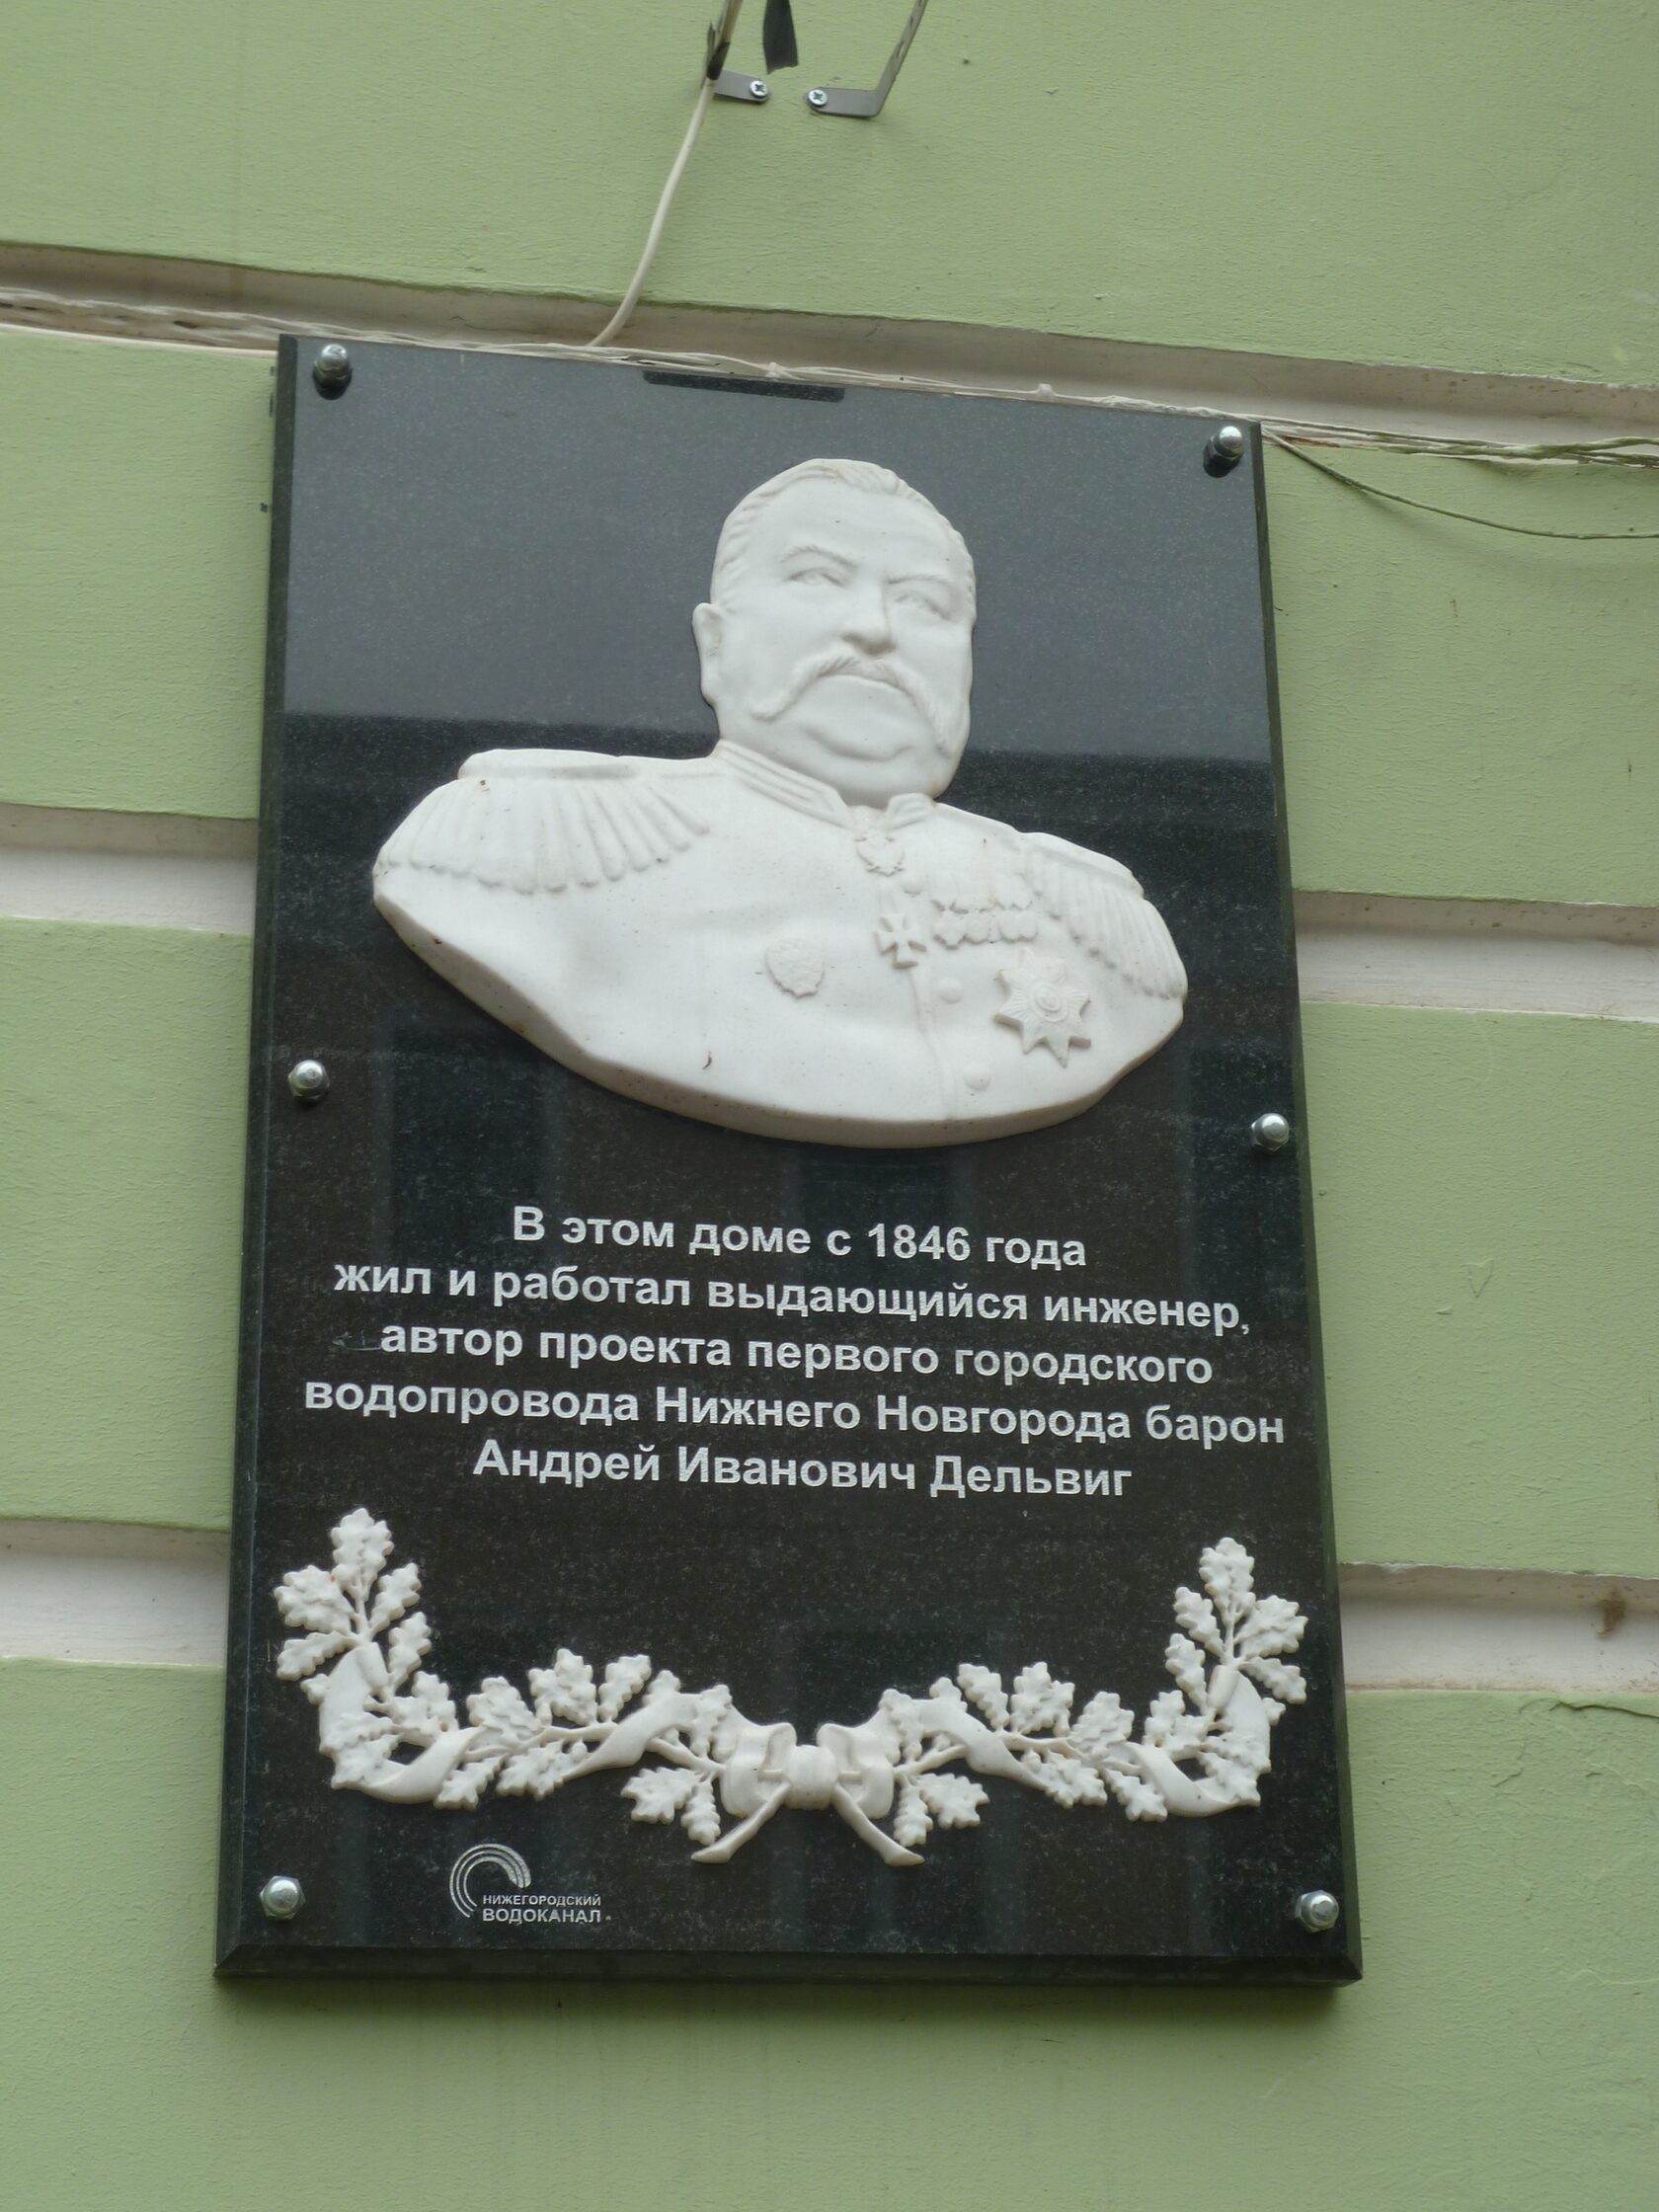 В этом доме с 1846 года
жил и работал выдающийся инженер,
автор проекта первого городского
водопровода Нижнего Новгорода барон
Андрей Иванович Дельвиг
НИЖЕГОРОДСКИЙ
ВОДОКАНАЛ